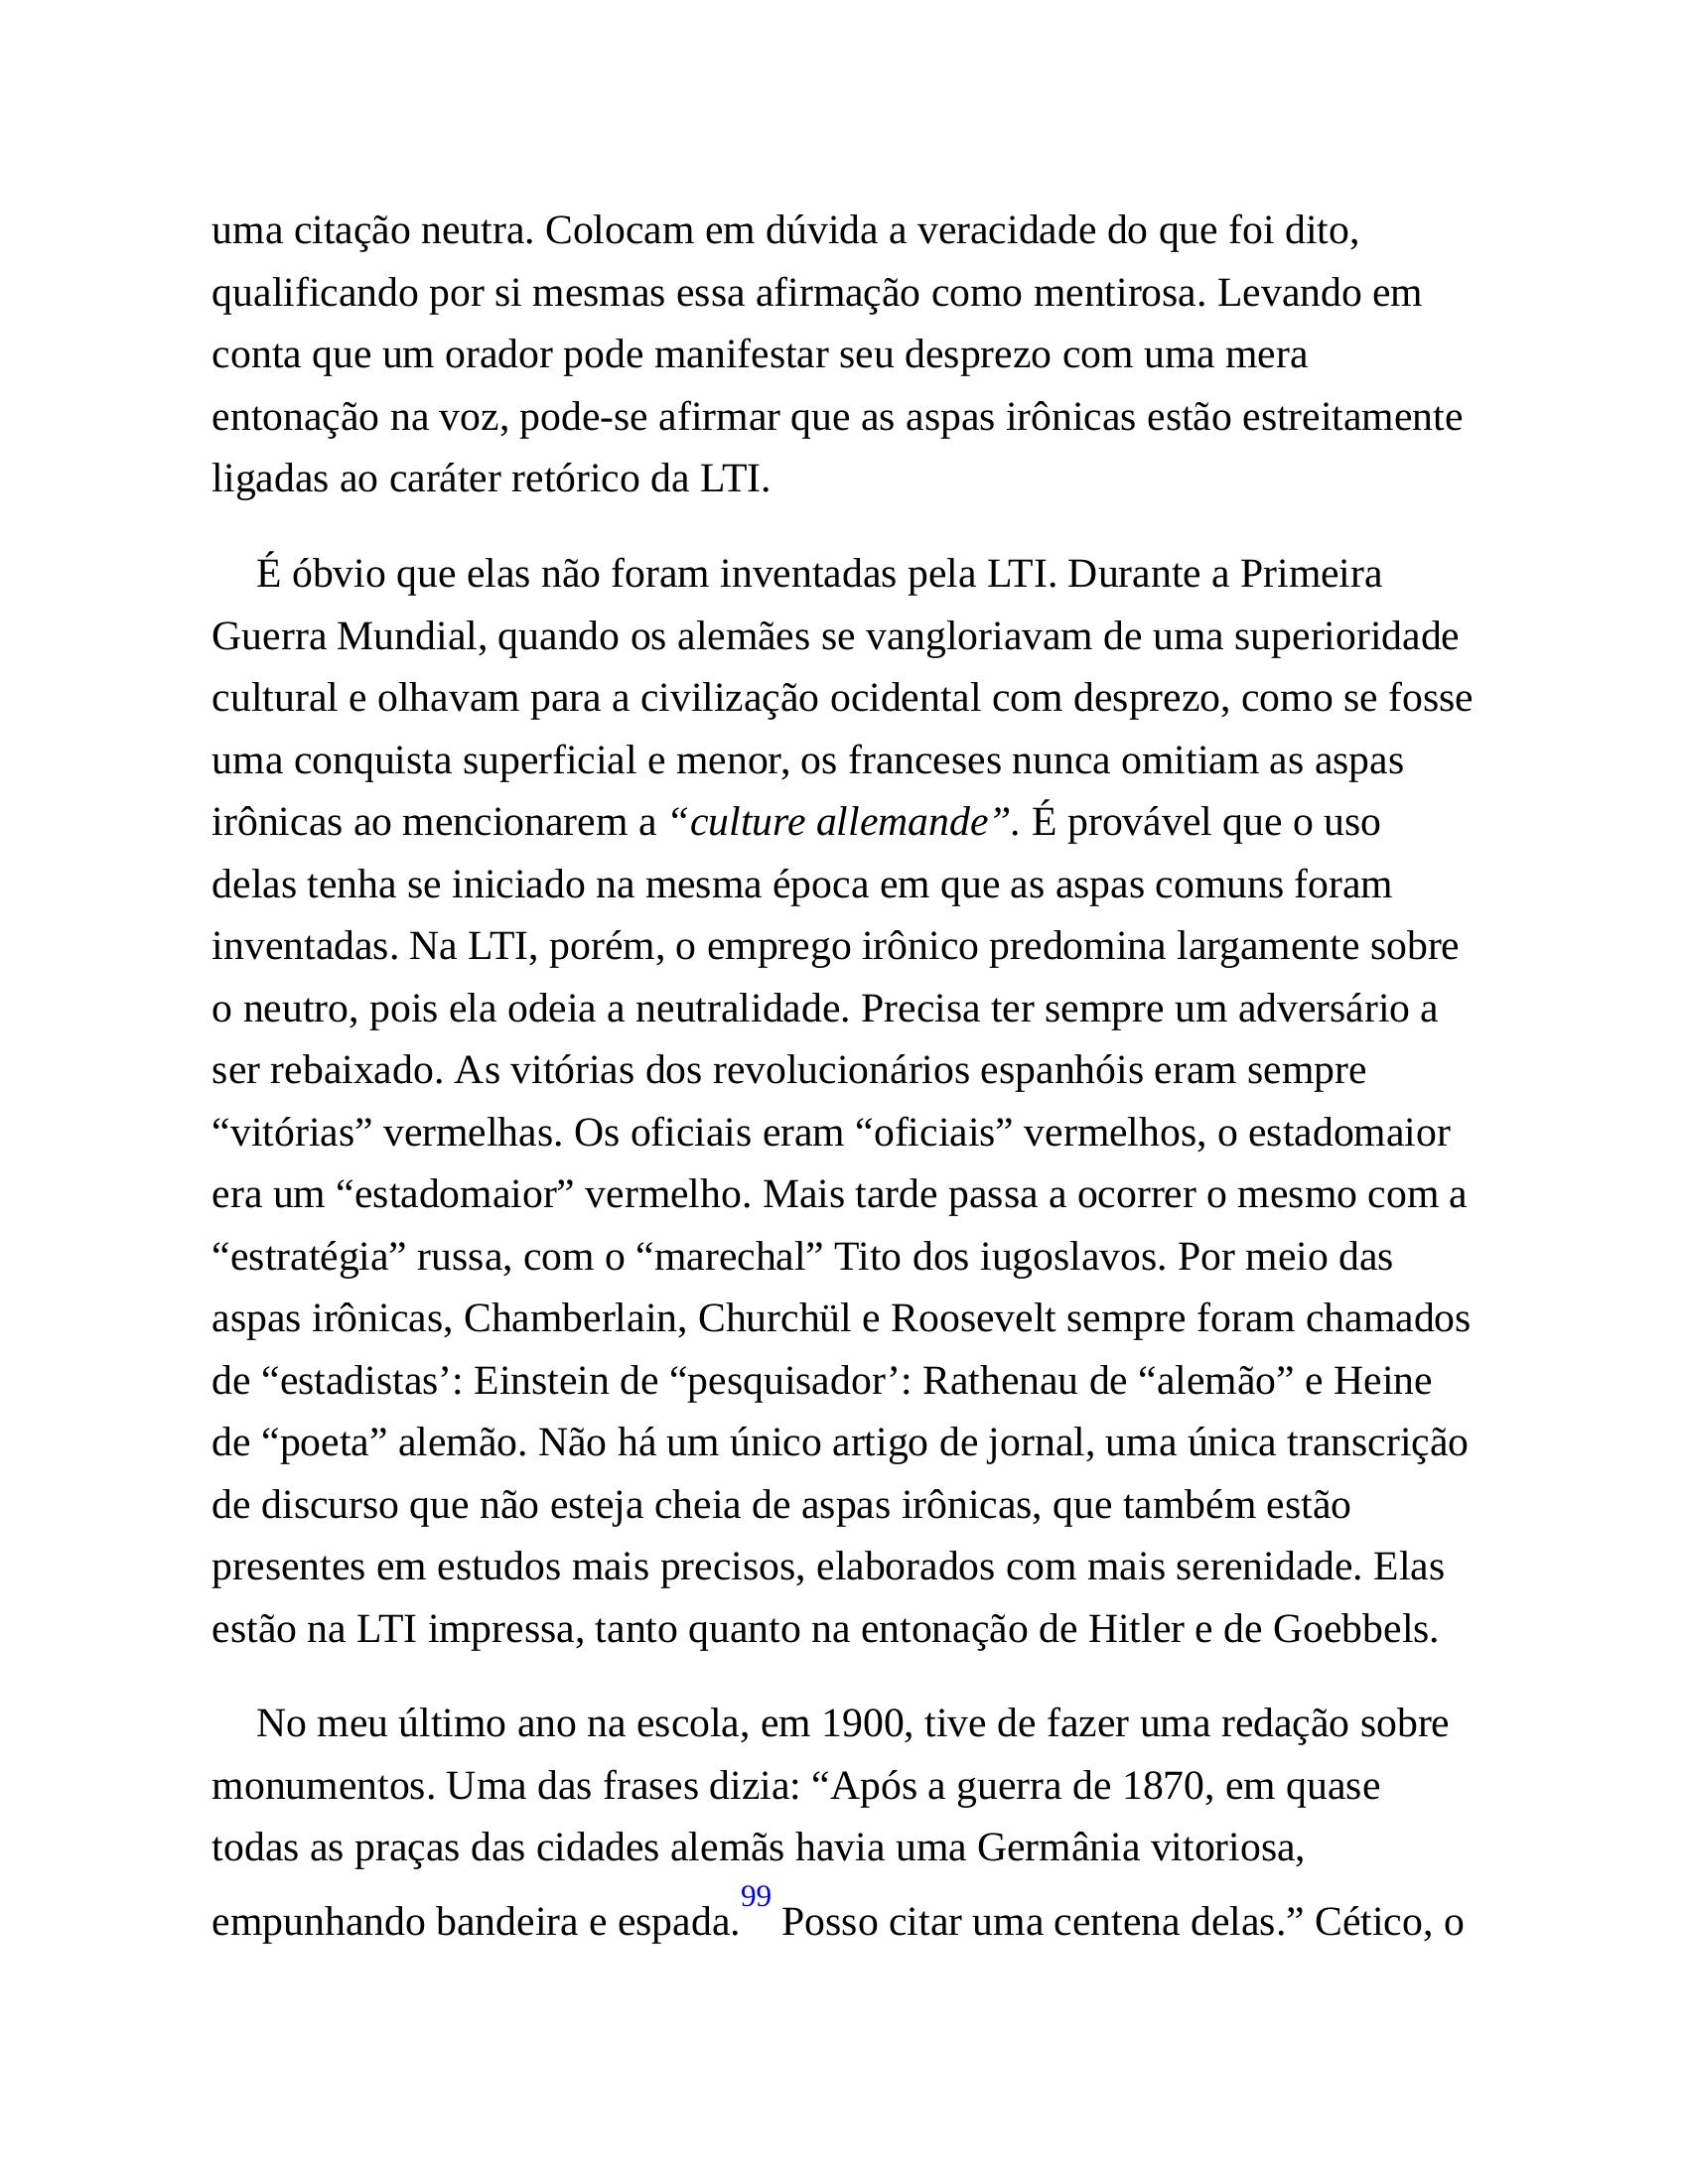 uma citação neutra. Colocam em dúvida a veracidade do que foi dito,
qualificando por si mesmas essa afirmação como mentirosa. Levando em
conta que um orador pode manifestar seu desprezo com uma mera
entonação na voz, pode-se afirmar que as aspas irônicas estão estreitamente
ligadas ao caráter retórico da LTI.
É óbvio que elas não foram inventadas pela LTI. Durante a Primeira
Guerra Mundial, quando os alemães se vangloriavam de uma superioridade
cultural e olhavam para a civilização ocidental com desprezo, como se fosse
uma conquista superficial e menor, os franceses nunca omitiam as aspas
irônicas ao mencionarem a “culture allemande”. É provável que o uso
delas tenha se iniciado na mesma época em que as aspas comuns foram
inventadas. Na LTI, porém, o emprego irônico predomina largamente sobre
o neutro, pois ela odeia a neutralidade. Precisa ter sempre um adversário a
ser rebaixado. As vitórias dos revolucionários espanhóis eram sempre
“vitórias” vermelhas. Os oficiais eram “oficiais” vermelhos, o estadomaior
era um “estadomaior” vermelho. Mais tarde passa a ocorrer o mesmo com a
“estratégia” russa, com o “marechal” Tito dos iugoslavos. Por meio das
aspas irônicas, Chamberlain, Churchül e Roosevelt sempre foram chamados
de “estadistas’: Einstein de “pesquisador’: Rathenau de “alemão” e Heine
de “poeta” alemão. Não há um único artigo de jornal, uma única transcrição
de discurso que não esteja cheia de aspas irônicas, que também estão
presentes em estudos mais precisos, elaborados com mais serenidade. Elas
estão na LTI impressa, tanto quanto na entonação de Hitler e de Goebbels.
No meu último ano na escola, em 1900, tive de fazer uma redação sobre
monumentos. Uma das frases dizia: “Após a guerra de 1870, em quase
todas as praças das cidades alemãs havia uma Germânia vitoriosa,
empunhando bandeira e espada.99 Posso citar uma centena delas.” Cético, o